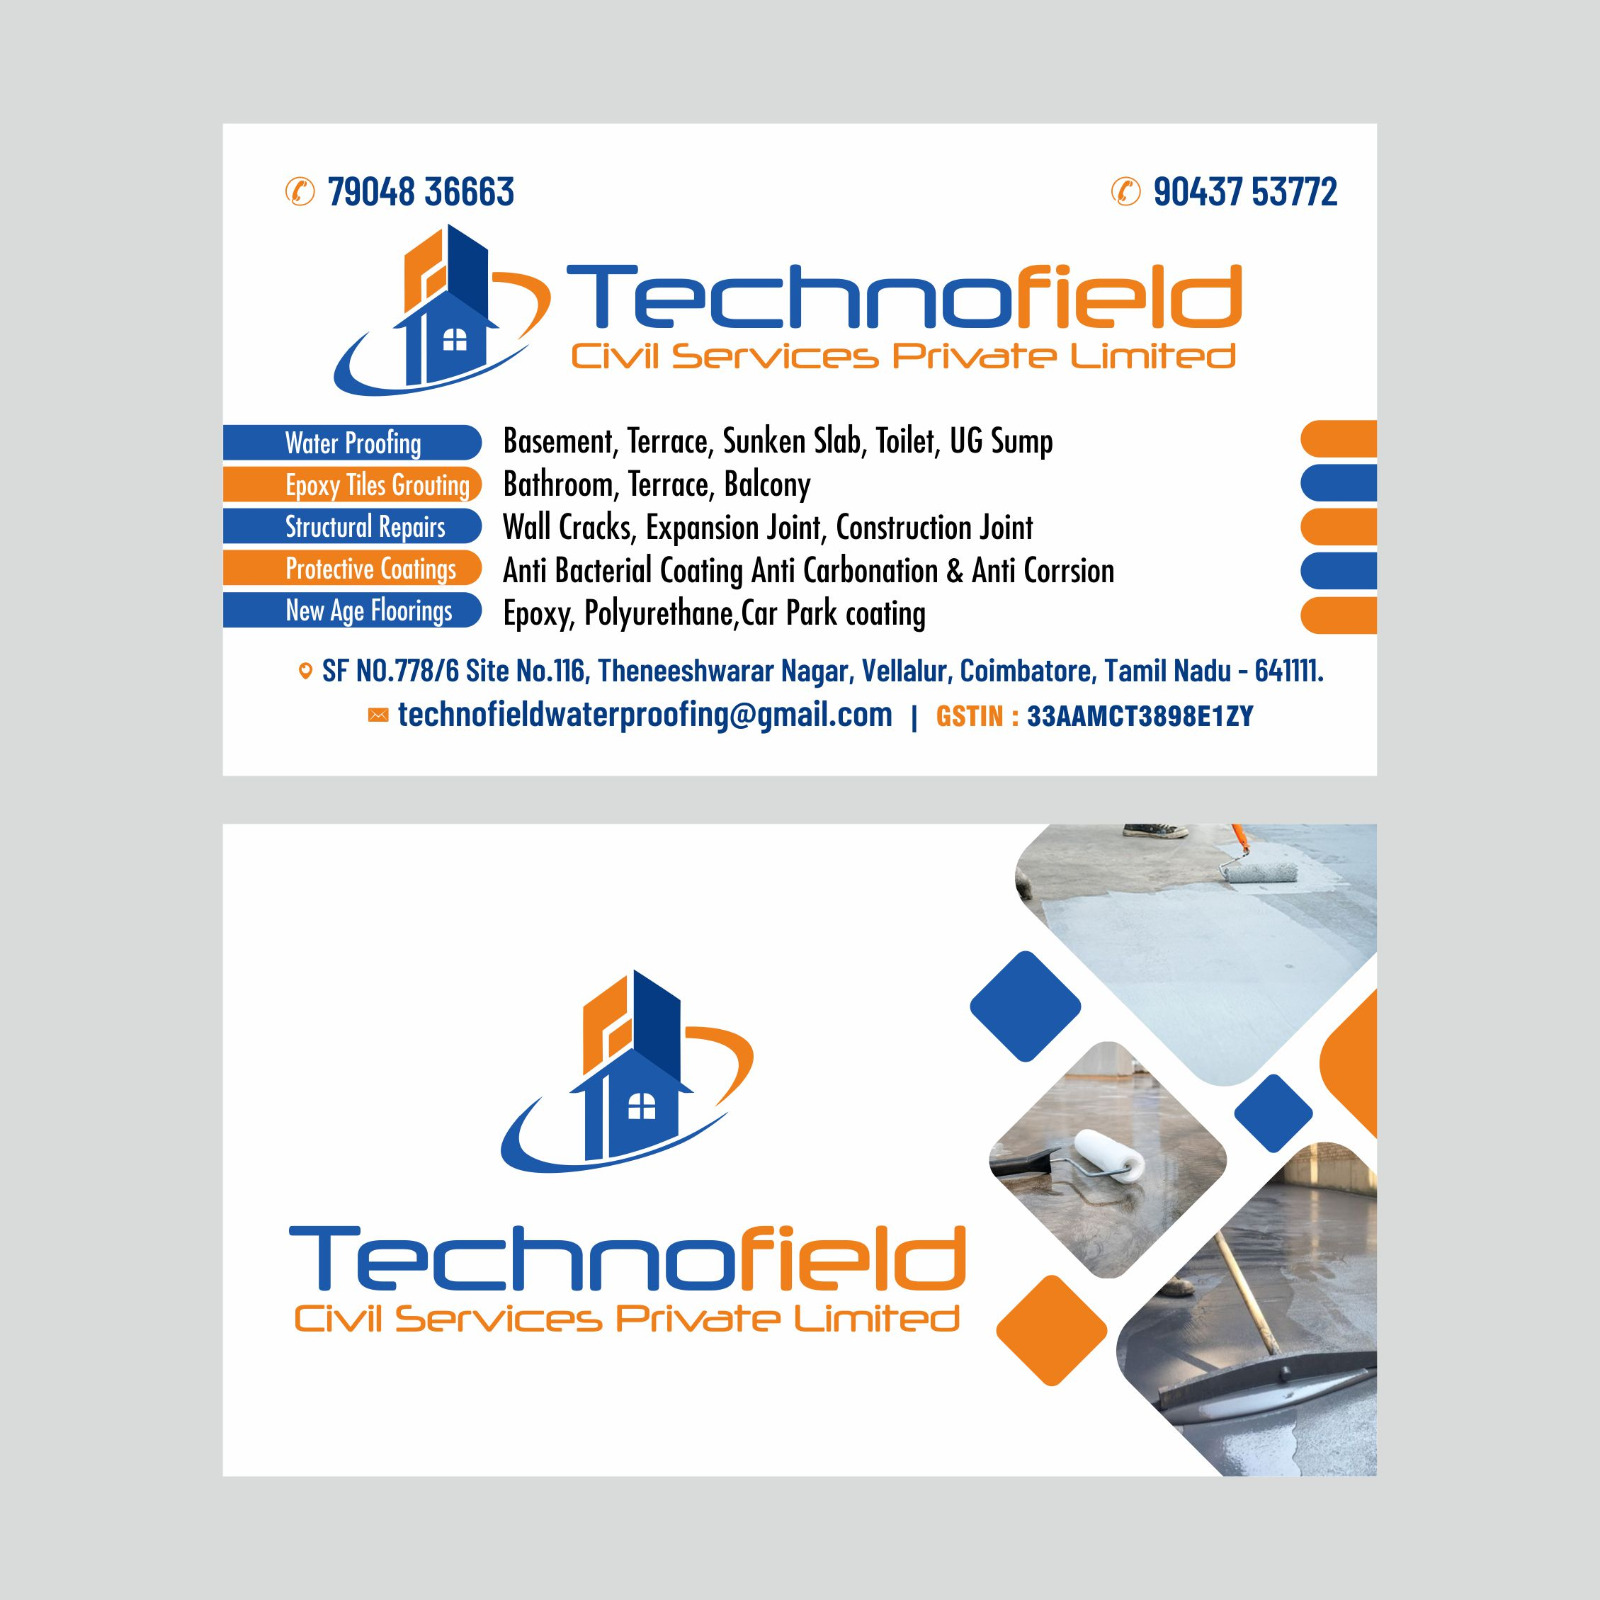 79048 36663
90437 53772
Technofield
Civil Services Private Limited
Water Proofing Basement, Terrace, Sunken Slab, Toilet, UG Sump
Epoxy Tiles Grouting Bathroom, Terrace, Balcony
Structural Repairs Wall Cracks, Expansion Joint, Construction Joint
Protective Coatings Anti Bacterial Coating Anti Carbonation & Anti Corrsion
New Age Floorings Epoxy, Polyurethane,Car Park coating
SF NO.778/6 Site No.116, Theneeshwarar Nagar, Vellalur, Coimbatore, Tamil Nadu - 641111.
technofieldwaterproofing@gmail.com | GSTIN : 33AAMCT3898E1ZY
Technofield
Civil Services Private Limited